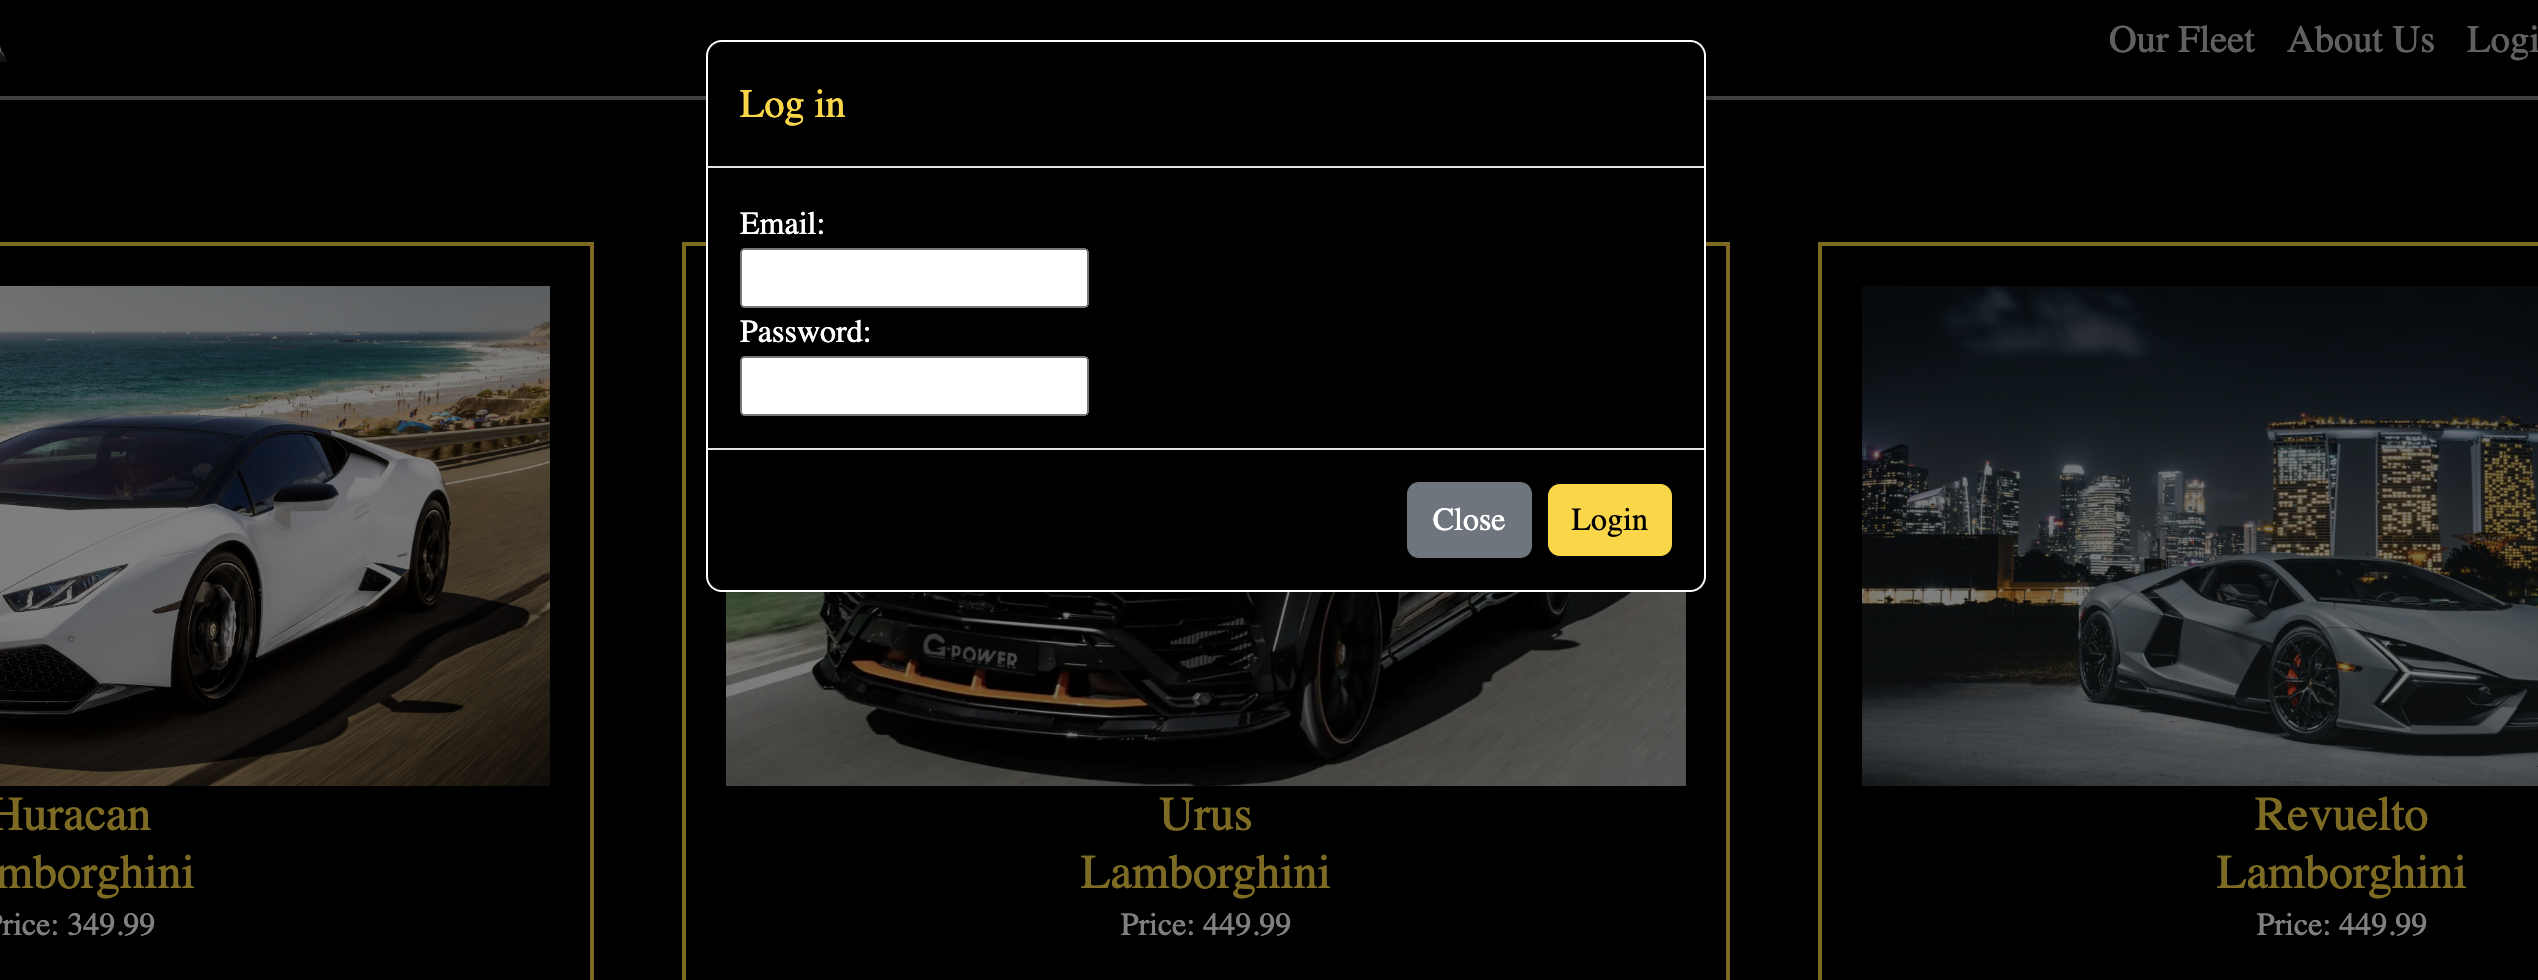 Our Fleet About Us Logi
Log in
Email:
Password:
Close Login
G-POWER
Huracan
mborghini
rice: 349.99
Urus
Lamborghini
Price: 449.99
Revuelto
Lamborghini
Price: 449.99